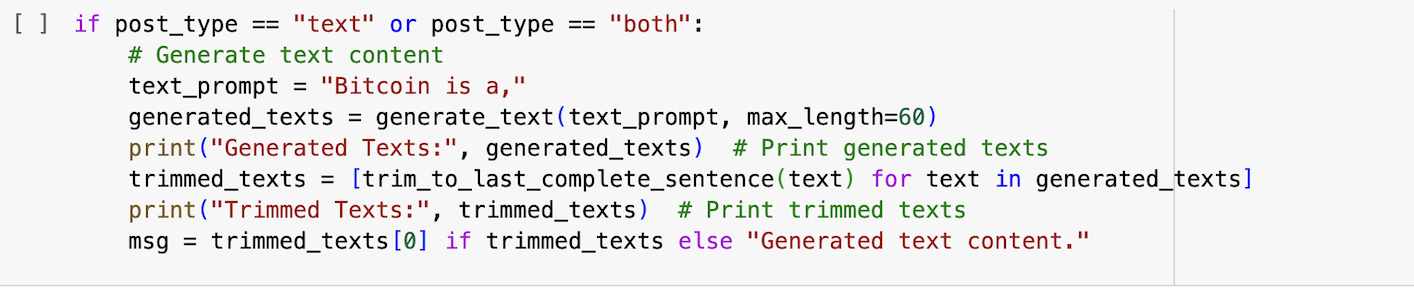 [ ] if post_type == "text" or post_type == "both":
    # Generate text content
    text_prompt = "Bitcoin is a,"
    generated_texts = generate_text(text_prompt, max_length=60)
    print("Generated Texts:", generated_texts)  # Print generated texts
    trimmed_texts = [trim_to_last_complete_sentence(text) for text in generated_texts]
    print("Trimmed Texts:", trimmed_texts)  # Print trimmed texts
    msg = trimmed_texts[0] if trimmed_texts else "Generated text content."